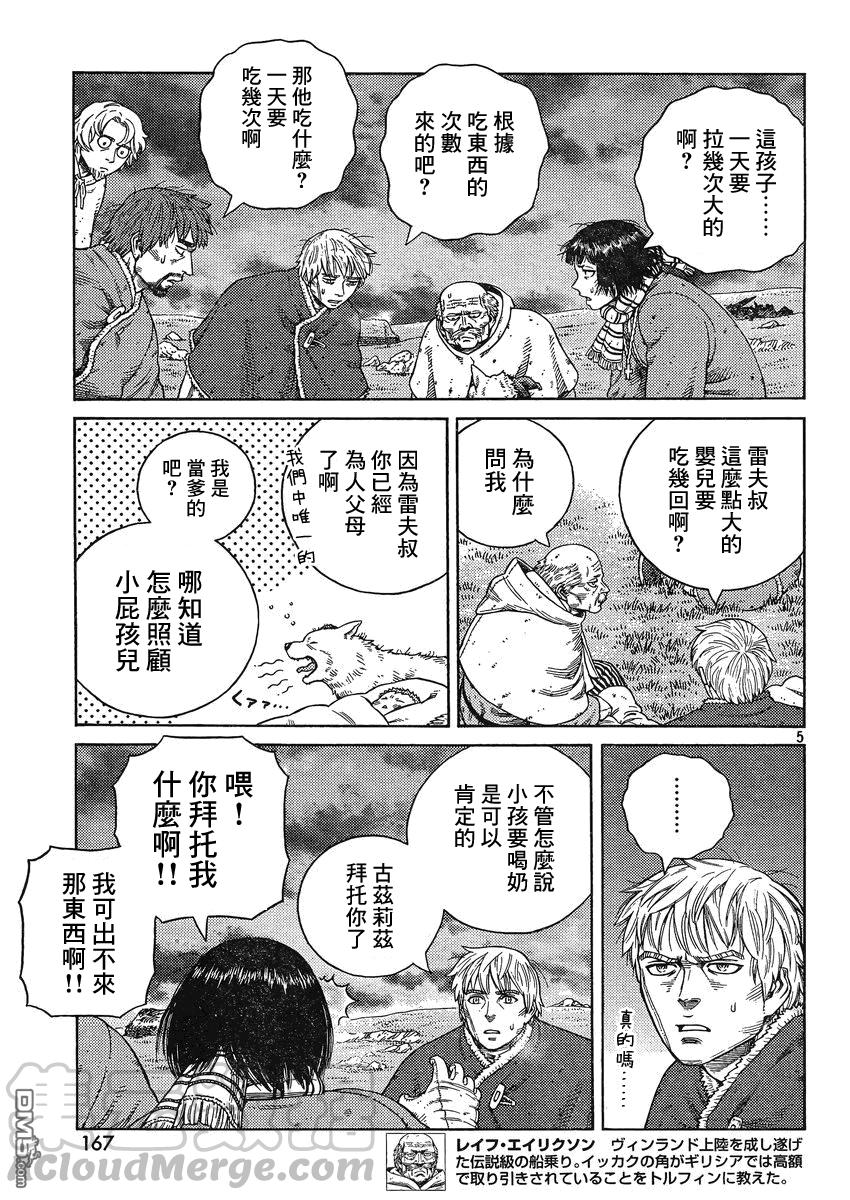 這孩子……
一天要
拉幾次大的
啊?
根據
吃東西的
次數
來的吧?
那他吃什麼?
一天要
吃幾次啊
雷夫叔
這麼點大的
嬰兒要
吃幾回啊?
為什麼
問我
因為雷夫叔
你已經
為人父母
了啊
我們中唯一的
我是
當爹的
吧?
哪知道
怎麼照顧
小屁孩兒
くァァ…
5
………
真的嗎……
不管怎麼說
小孩要喝奶
是可以
肯定的
古茲莉茲
拜托你了
喂!
你拜托我
什麼啊!!
我可出不來
那東西啊!!
167
レイフ・エイリクソン ヴィンランド上陸を成し遂げ
た伝説級の船乗り。イッカクの角がギリシアでは高額
で取り引きされていることをトルフィンに教えた。
DM5.com
iCloudMerge.com